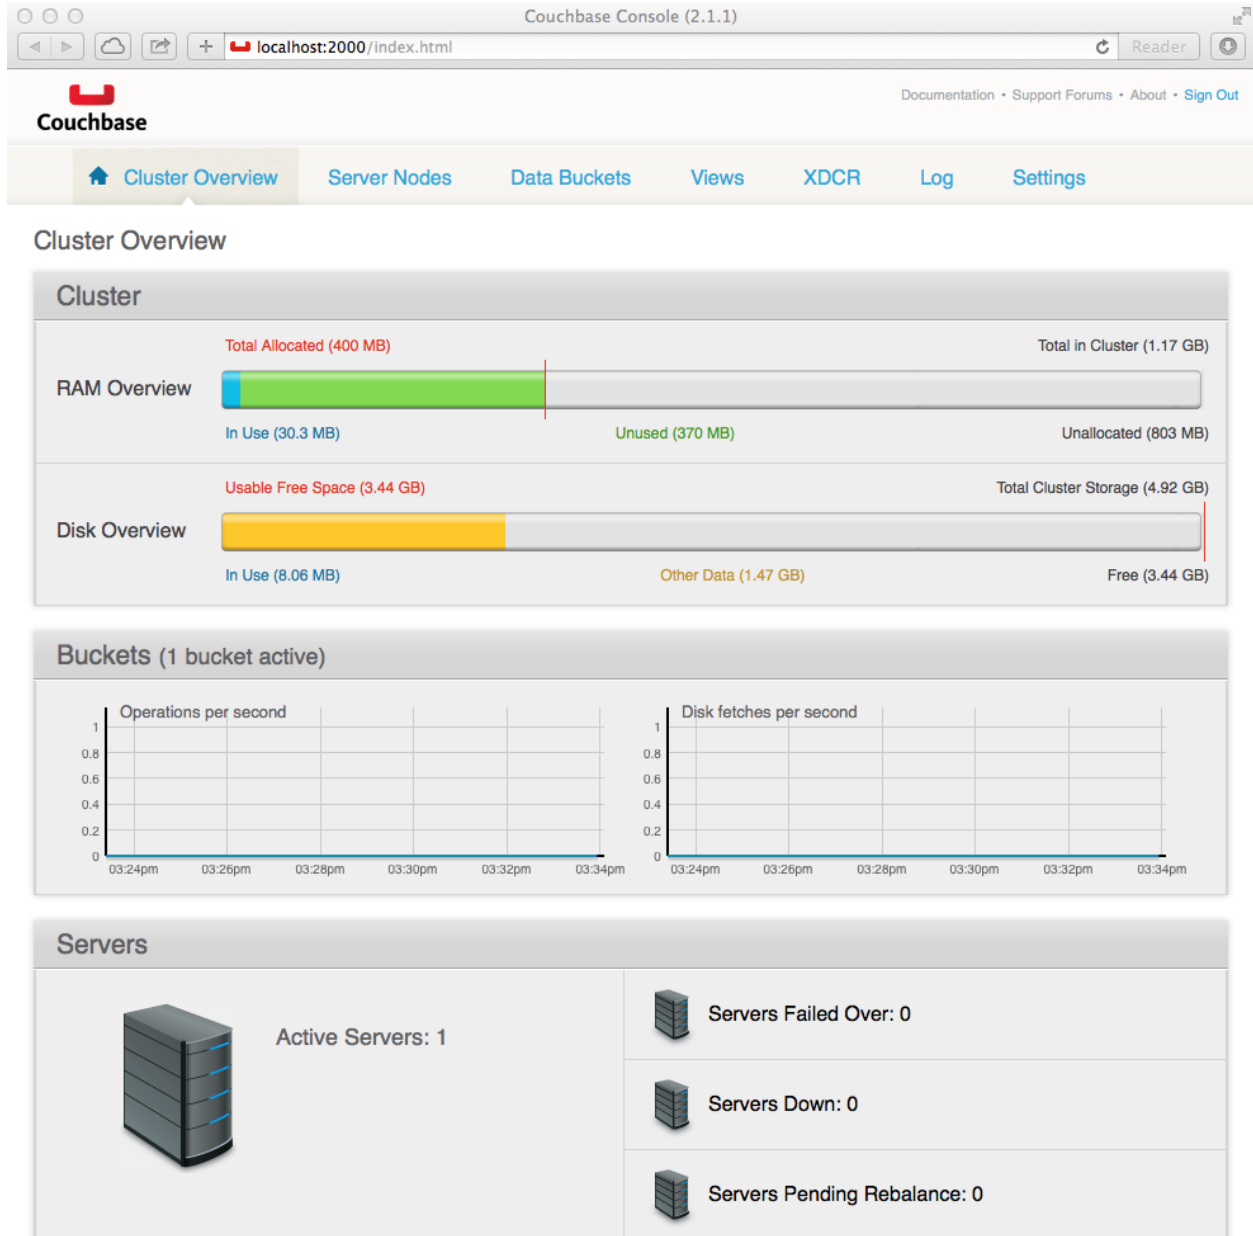 Couchbase Console (2.1.1)
localhost:2000/index.html
Reader
Couchbase
Documentation • Support Forums • About • Sign Out
Cluster Overview Server Nodes Data Buckets Views XDCR Log Settings
Cluster Overview
Cluster
Total Allocated (400 MB) Total in Cluster (1.17 GB)
RAM Overview
In Use (30.3 MB) Unused (370 MB) Unallocated (803 MB)
Usable Free Space (3.44 GB) Total Cluster Storage (4.92 GB)
Disk Overview
In Use (8.06 MB) Other Data (1.47 GB) Free (3.44 GB)
Buckets (1 bucket active)
Operations per second
1
0.8
0.6
0.4
0.2
0
03:24pm 03:26pm 03:28pm 03:30pm 03:32pm 03:34pm
Disk fetches per second
1
0.8
0.6
0.4
0.2
0
03:24pm 03:26pm 03:28pm 03:30pm 03:32pm 03:34pm
Servers
Active Servers: 1
Servers Failed Over: 0
Servers Down: 0
Servers Pending Rebalance: 0